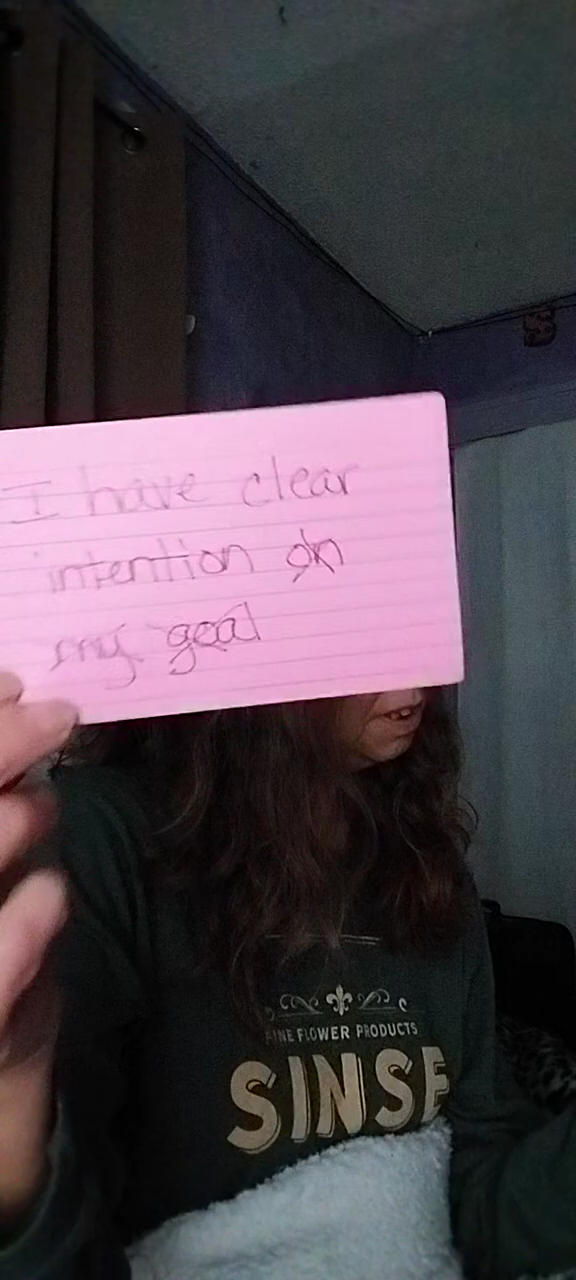 I have clear
intention on
my goal
FINE FLOWER PRODUCTS
SINSE